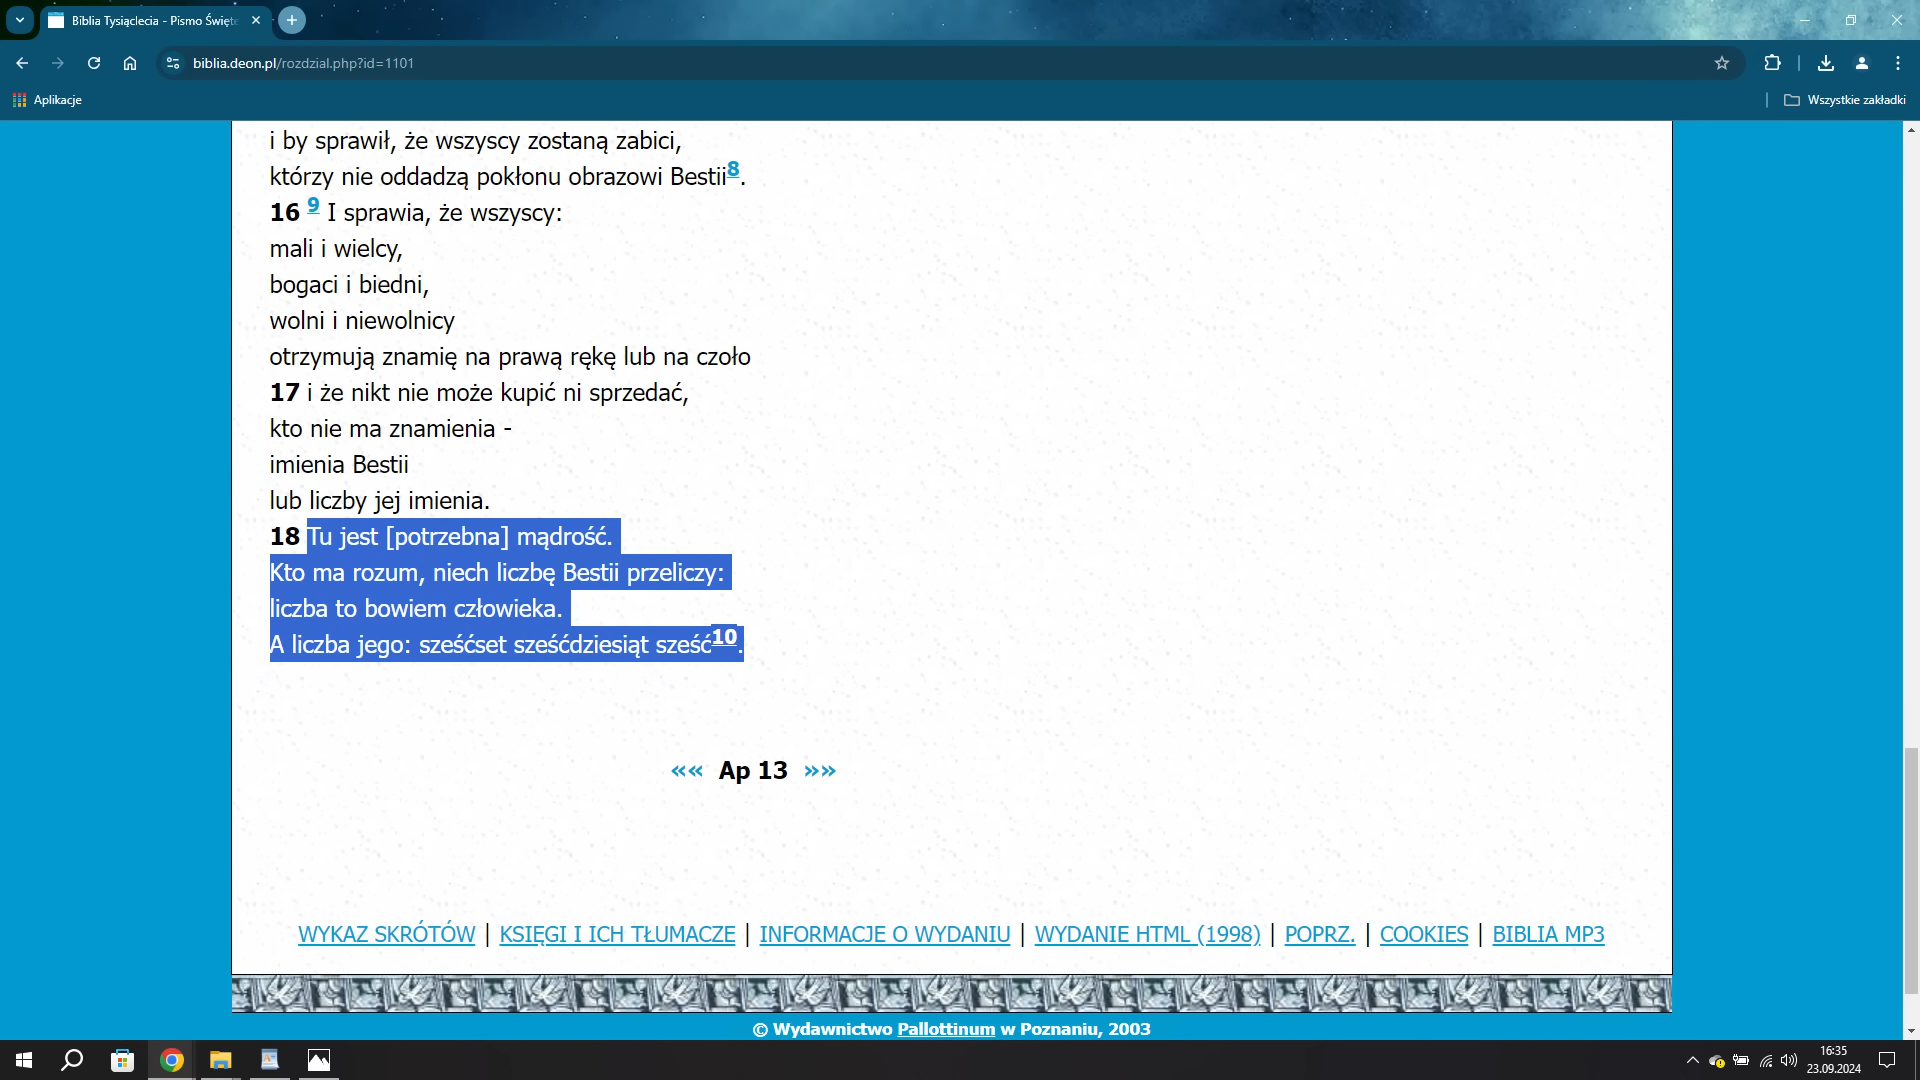 Biblia Tysiąclecia - Pismo Święte
biblia.deon.pl/rozdzial.php?id=1101
Aplikacje
Wszystkie zakładki
i by sprawił, że wszyscy zostaną zabici,
którzy nie oddadzą pokłonu obrazowi Bestii8.
16 9 I sprawia, że wszyscy:
mali i wielcy,
bogaci i biedni,
wolni i niewolnicy
otrzymują znamię na prawą rękę lub na czoło
17 i że nikt nie może kupić ni sprzedać,
kto nie ma znamienia -
imienia Bestii
lub liczby jej imienia.
18 Tu jest [potrzebna] mądrość.
Kto ma rozum, niech liczbę Bestii przeliczy:
liczba to bowiem człowieka.
A liczba jego: sześćset sześćdziesiąt sześć10.
«« Ap 13 »»
WYKAZ SKRÓTÓW | KSIĘGI I ICH TŁUMACZE | INFORMACJE O WYDANIU | WYDANIE HTML (1998) | POPRZ. | COOKIES | BIBLIA MP3
© Wydawnictwo Pallottinum w Poznaniu, 2003
16:35
23.09.2024